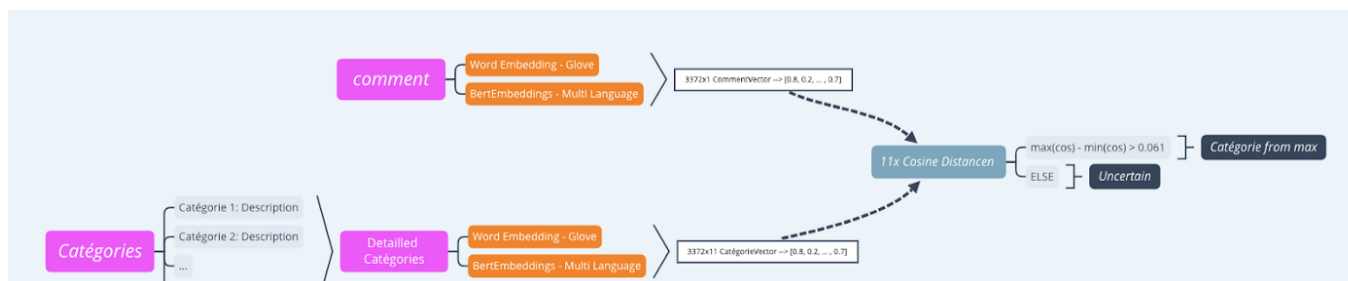 comment
Word Embedding - Glove
BertEmbeddings - Multi Language
3372x1 CommentVector --> [0.8, 0.2, ... , 0.7]
11x Cosine Distancen
max(cos) - min(cos) > 0.061
Catégorie from max
ELSE
Uncertain
Catégories
Catégorie 1: Description
Catégorie 2: Description
...
Detailled
Catégories
Word Embedding - Glove
BertEmbeddings - Multi Language
3372x11 CatégorieVector --> [0.8, 0.2, ... , 0.7]